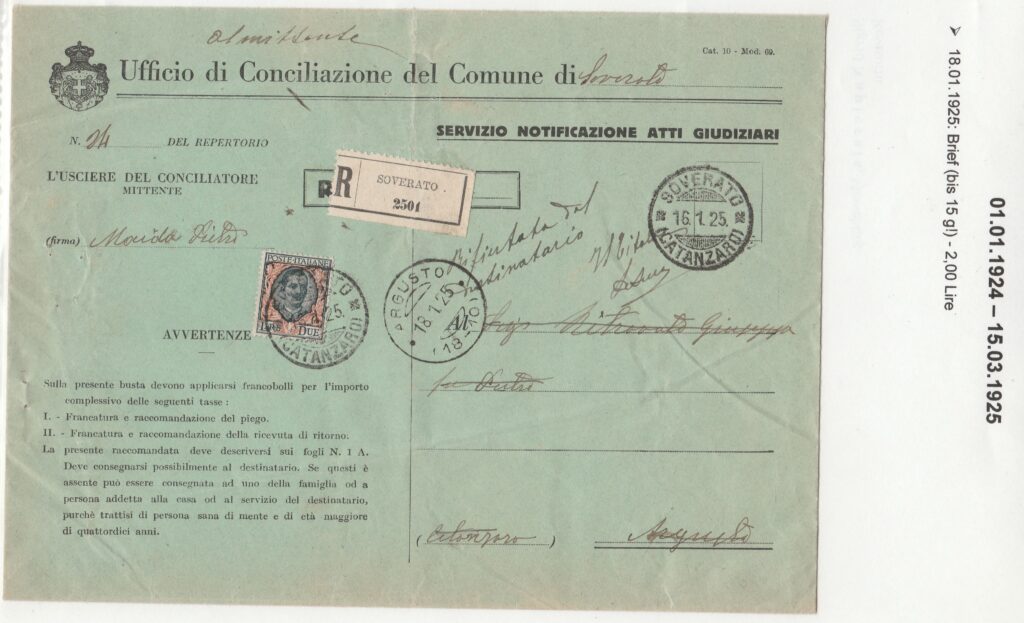 Al mittente
Cat. 10 - Mod. 69.
Ufficio di Conciliazione del Comune di Soverato
SERVIZIO NOTIFICAZIONE ATTI GIUDIZIARI
N. 24 DEL REPERTORIO
L'USCIERE DEL CONCILIATORE
MITTENTE
(firma)
R
SOVERATO .
2501
SOVERATO
16.1.25.
(CATANZARO)
Rifiutata dal
destinatario
POSTE ITALIANE
LIRE DUE
25.
(CATANZARO)
ARGUSTO
18.1.25
Al
Giuseppe
AVVERTENZE
Sulla presente busta devono applicarsi francobolli per l'importo
complessivo delle seguenti tasse :
I. - Francatura e raccomandazione del piego.
II. - Francatura e raccomandazione della ricevuta di ritorno.
La presente raccomandata deve descriversi sui fogli N. 1 A.
Deve consegnarsi possibilmente al destinatario. Se questi è
assente può essere consegnata ad uno della famiglia od a
persona addetta alla casa od al servizio del destinatario,
purchè trattisi di persona sana di mente e di età maggiore
di quattordici anni.
Argusto
01.01.1924 – 15.03.1925
➢ 18.01.1925: Brief (bis 15 g!) - 2,00 Lire